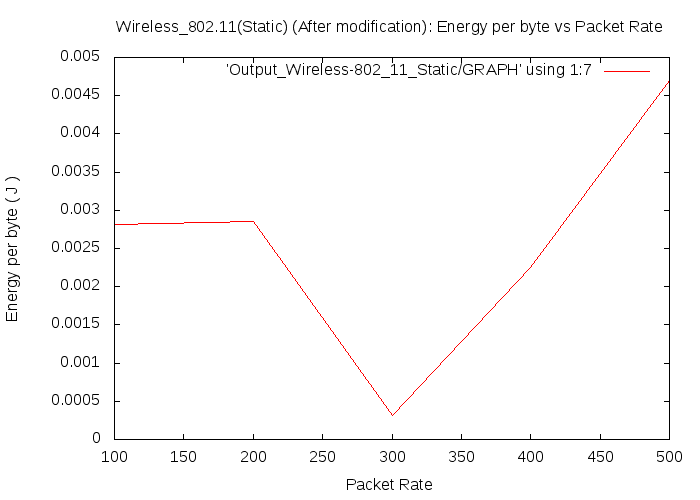 Wireless_802.11(Static) (After modification): Energy per byte vs Packet Rate
'Output_Wireless-802_11_Static/GRAPH' using 1:7
0.005
0.0045
0.004
0.0035
0.003
0.0025
0.002
0.0015
0.001
0.0005
0
Energy per byte ( J )
100 150 200 250 300 350 400 450 500
Packet Rate